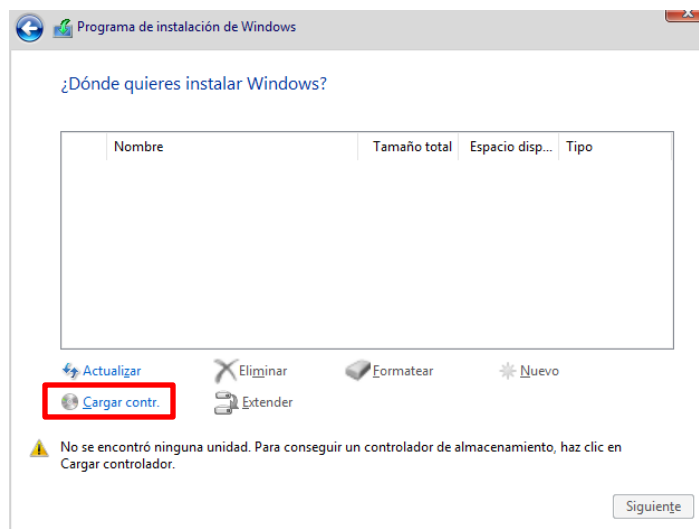 Programa de instalación de Windows
¿Dónde quieres instalar Windows?
Nombre Tamaño total Espacio disp... Tipo
Actualizar Eliminar Formatear Nuevo
Cargar contr. Extender
No se encontró ninguna unidad. Para conseguir un controlador de almacenamiento, haz clic en
Cargar controlador.
Siguiente